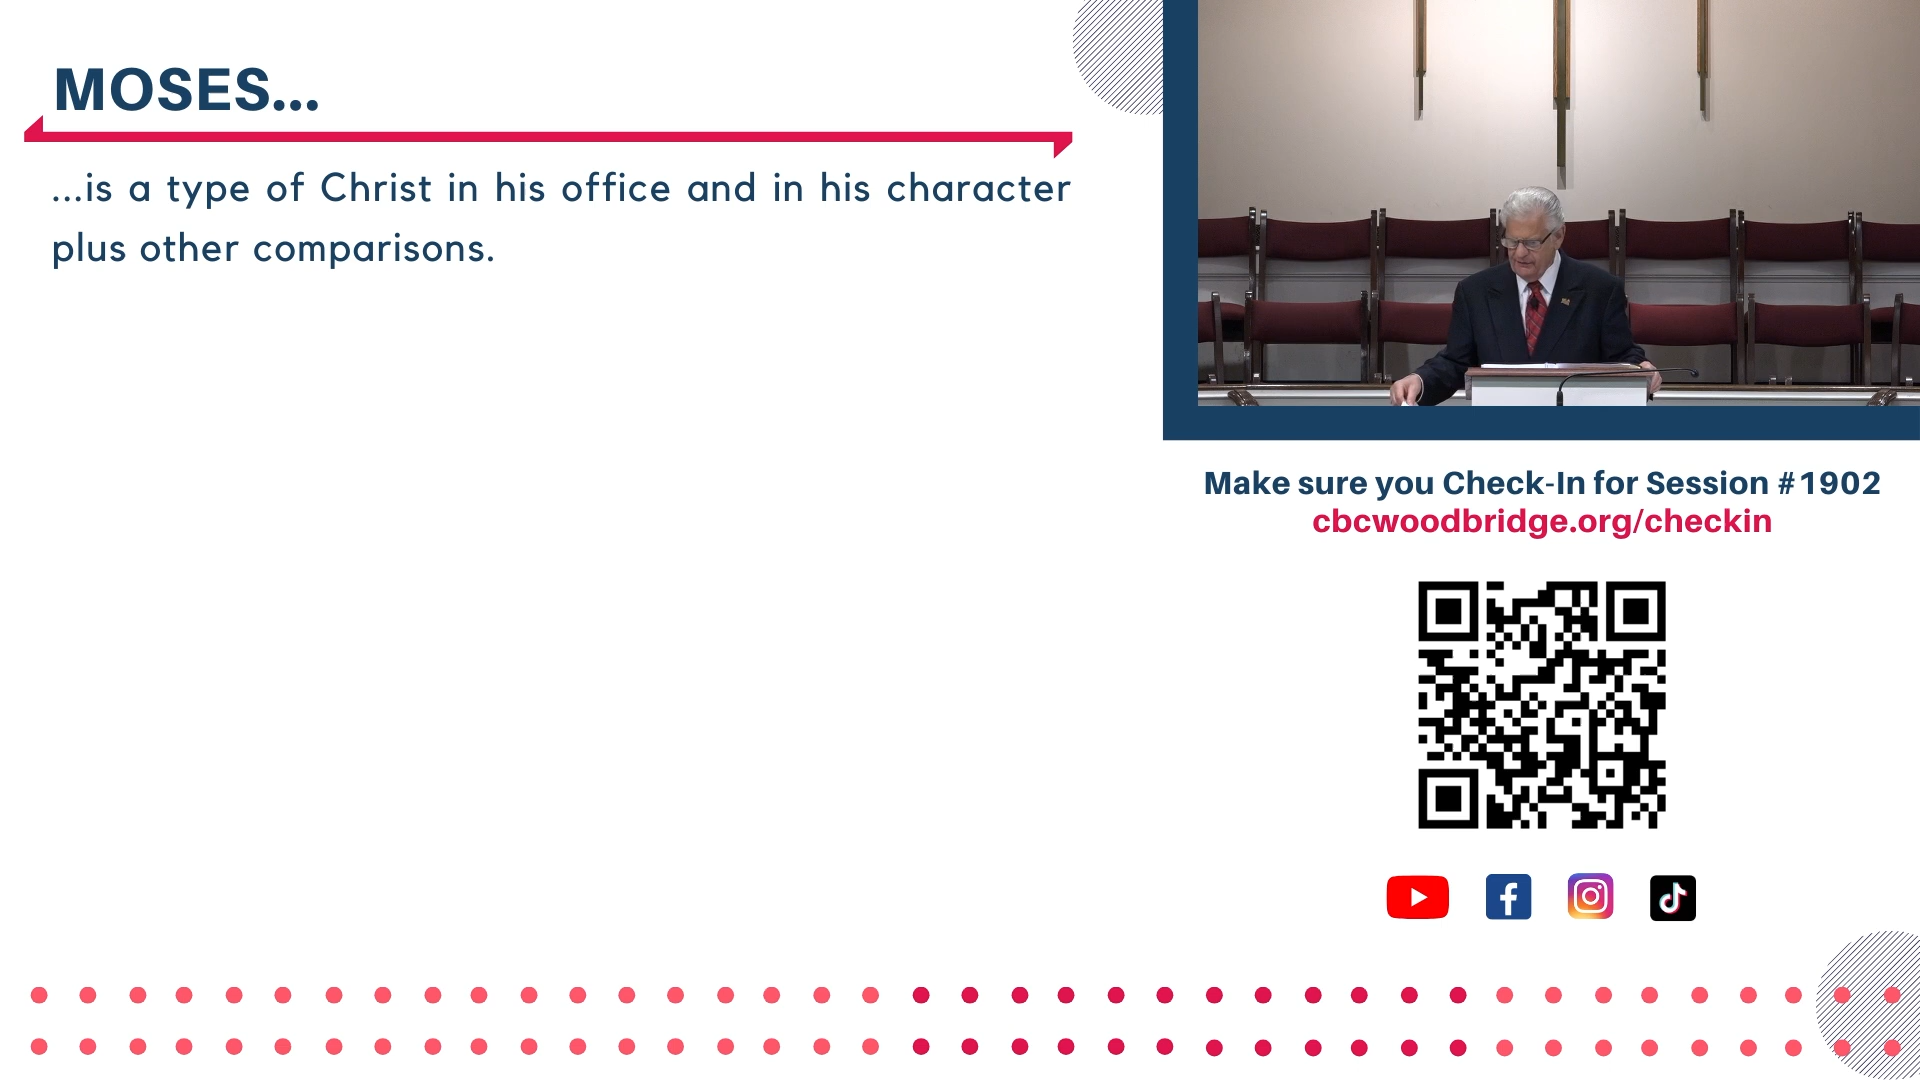 MOSES...
...is a type of Christ in his office and in his character
plus other comparisons.
Make sure you Check-In for Session #1902
cbcwoodbridge.org/checkin